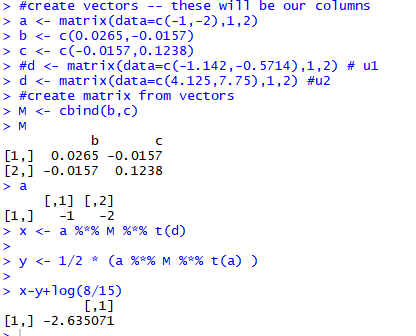 > #create vectors -- these will be our columns
> a <- matrix(data=c(-1,-2),1,2)
> b <- c(0.0265,-0.0157)
> c <- c(-0.0157,0.1238)
> #d <- matrix(data=c(-1.142,-0.5714),1,2) # u1
> d <- matrix(data=c(4.125,7.75),1,2) #u2
> #create matrix from vectors
> M <- cbind(b,c)
> M
           b       c
[1,]  0.0265 -0.0157
[2,] -0.0157  0.1238
> a
     [,1] [,2]
[1,]   -1   -2
> x <- a %*% M %*% t(d)
>
> y <- 1/2 * (a %*% M %*% t(a) )
>
> x-y+log(8/15)
          [,1]
[1,] -2.635071
>